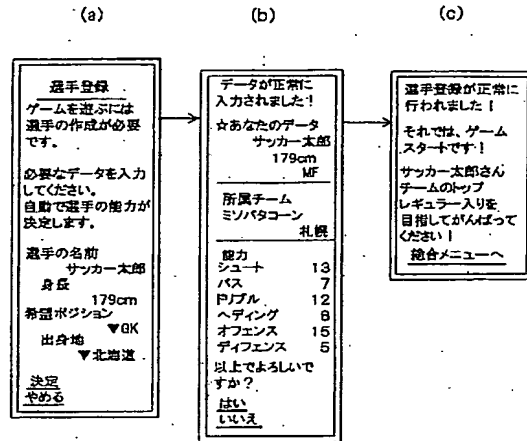 (a)
選手登録
ゲームを遊ぶには
選手の作成が必要
です。
必要なデータを入力
してください。
自動で選手の能力が
決定します。
選手の名前
サッカー太郎
身長
179cm
希望ポジション
▼GK
出身地
▼北海道
決定
やめる
(b)
データが正常に
入力されました！
☆あなたのデータ
サッカー太郎
179cm
MF
所属チーム
ミソバタコーン
札幌
能力
シュート 13
パス 7
ドリブル 12
ヘディング 8
オフェンス 15
ディフェンス 5
以上でよろしいで
すか？
はい
いいえ
(c)
選手登録が正常に
行われました！
それでは、ゲーム
スタートです！
サッカー太郎さん
チームのトップ
レギュラー入りを
目指してがんばって
ください！
総合メニューへ